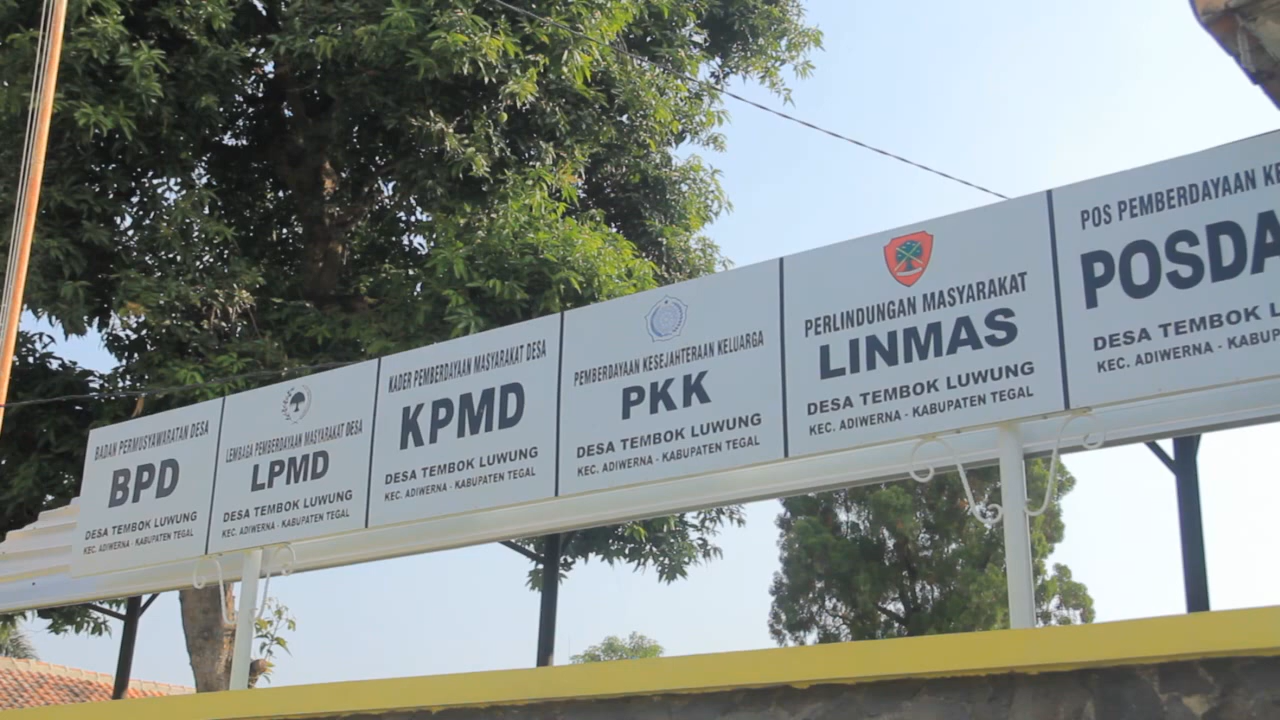 BADAN PERMUSYAWARATAN DESA
BPD
DESA TEMBOK LUWUNG
KEC. ADIWERNA - KABUPATEN TEGAL
LEMBAGA PEMBERDAYAAN MASYARAKAT DESA
LPMD
DESA TEMBOK LUWUNG
KEC. ADIWERNA - KABUPATEN TEGAL
KADER PEMBERDAYAAN MASYARAKAT DESA
KPMD
DESA TEMBOK LUWUNG
KEC. ADIWERNA - KABUPATEN TEGAL
PEMBERDAYAAN KESEJAHTERAAN KELUARGA
PKK
DESA TEMBOK LUWUNG
KEC. ADIWERNA - KABUPATEN TEGAL
PERLINDUNGAN MASYARAKAT
LINMAS
DESA TEMBOK LUWUNG
KEC. ADIWERNA - KABUPATEN TEGAL
POS PEMBERDAYAAN KE
POSDA
DESA TEMBOK L
KEC. ADIWERNA - KABUP